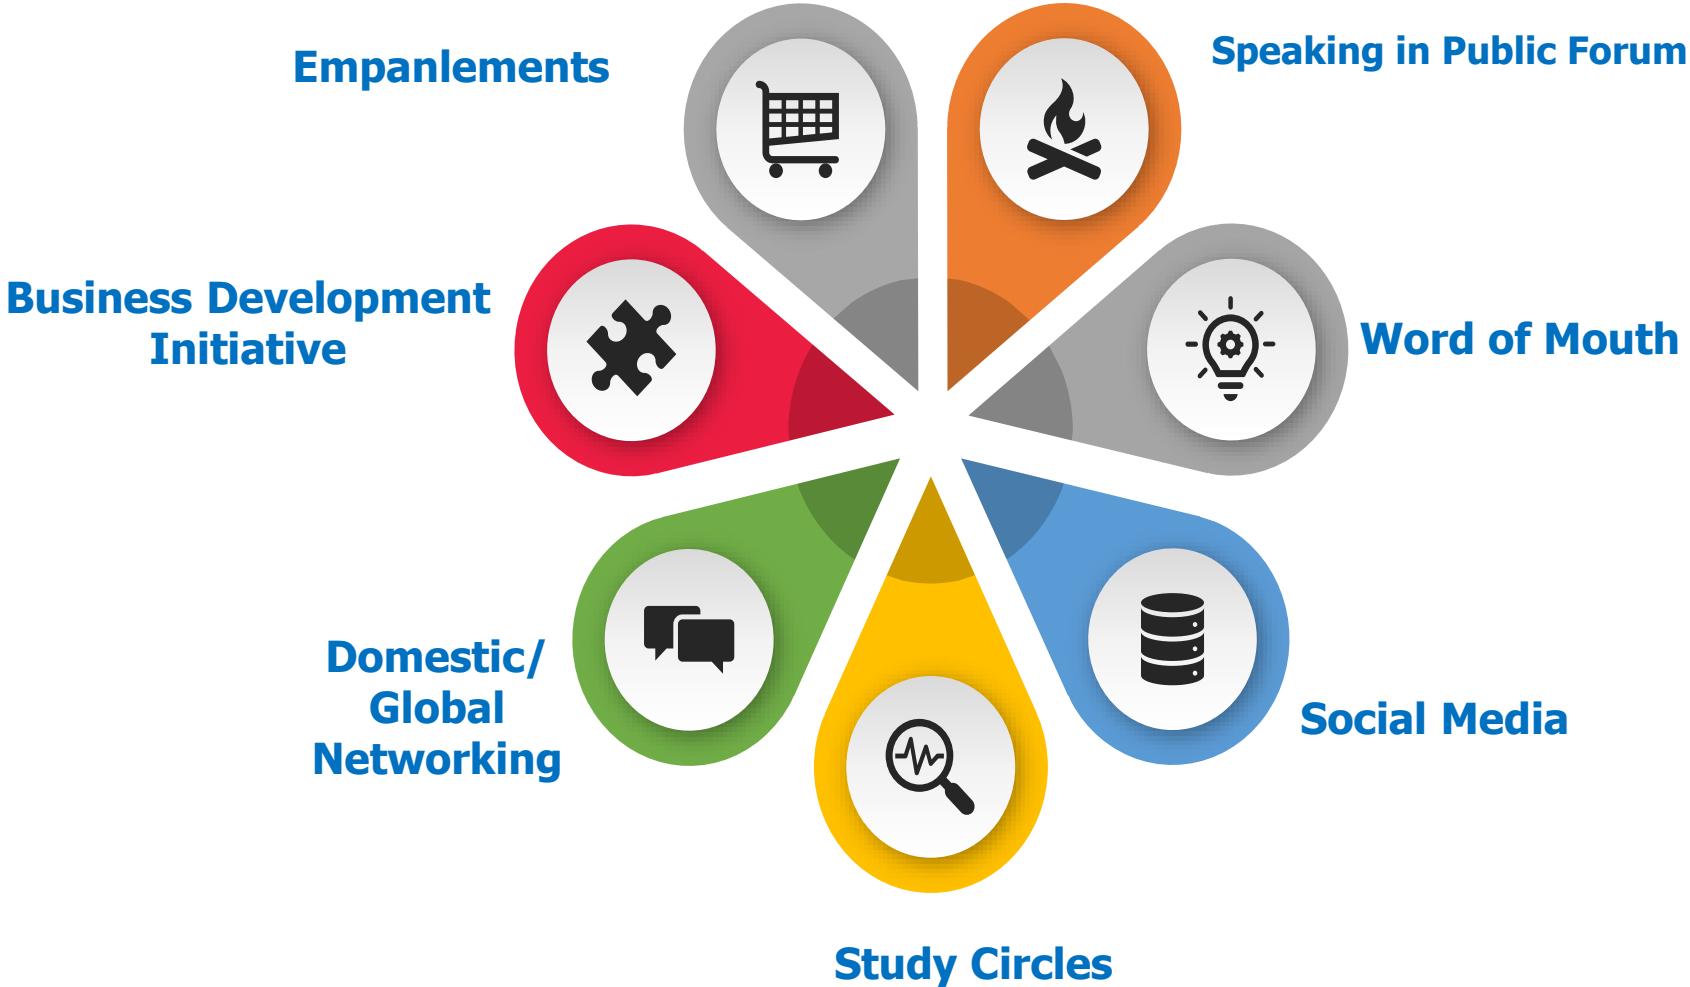 Empanlements
Speaking in Public Forum
Business Development
Initiative
Word of Mouth
Domestic/
Global
Networking
Social Media
Study Circles